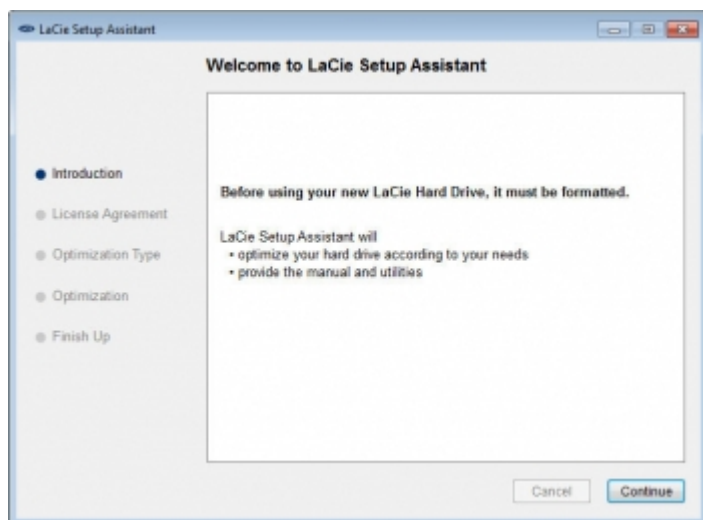 LaCie Setup Assistant
Welcome to LaCie Setup Assistant
Introduction
License Agreement
Optimization Type
Optimization
Finish Up
Before using your new LaCie Hard Drive, it must be formatted.
LaCie Setup Assistant will
• optimize your hard drive according to your needs
• provide the manual and utilities
Cancel
Continue